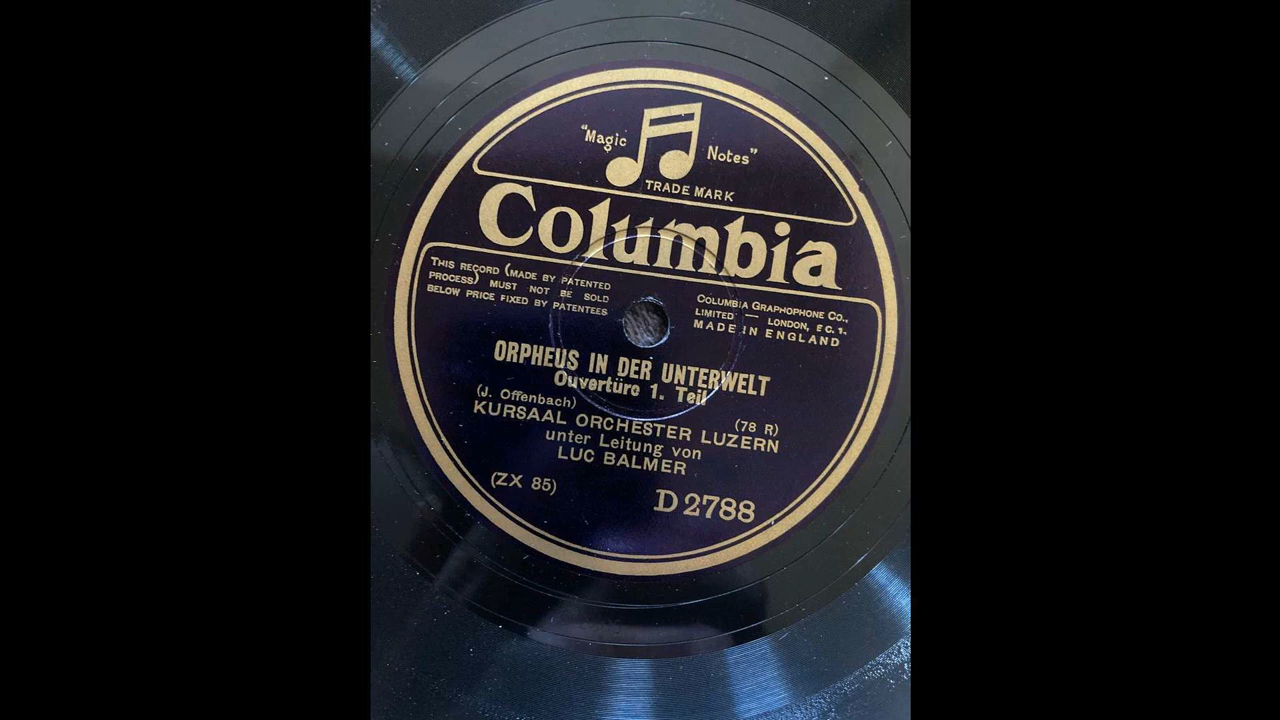 "Magic Notes"
TRADE MARK
Columbia
THIS RECORD (MADE BY PATENTED
PROCESS) MUST NOT BE SOLD
BELOW PRICE FIXED BY PATENTEES
COLUMBIA GRAPHOPHONE CO.,
LIMITED — LONDON, E.C.1.
MADE IN ENGLAND
ORPHEUS IN DER UNTERWELT
Ouvertüre 1. Teil
(J. Offenbach)
(78 R)
KURSAAL ORCHESTER LUZERN
unter Leitung von
LUC BALMER
(ZX 85)
D 2788